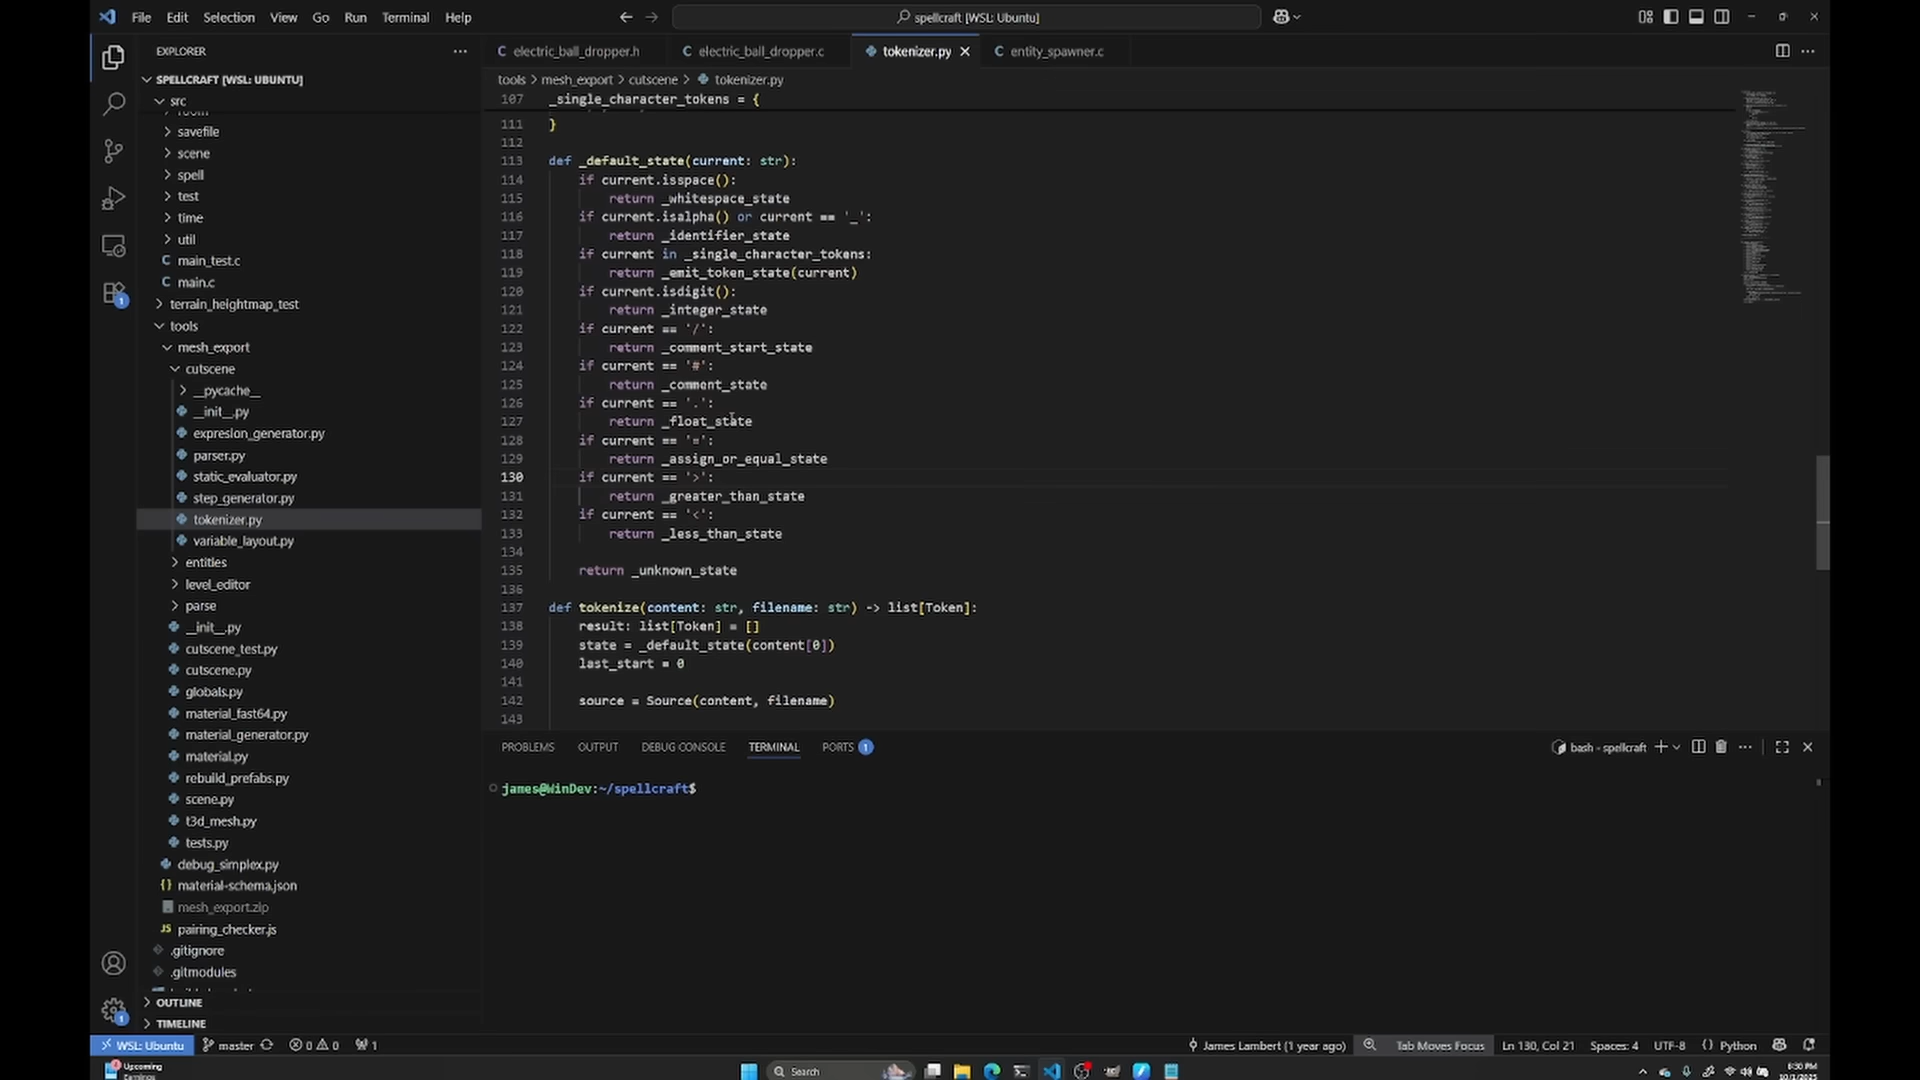 File Edit Selection View Go Run Terminal Help
spellcraft [WSL: Ubuntu]
EXPLORER
electric_ball_dropper.h
electric_ball_dropper.c
tokenizer.py
entity_spawner.c
SPELLCRAFT [WSL: UBUNTU]
src
savefile
scene
spell
test
time
util
main_test.c
main.c
terrain_heightmap_test
tools
mesh_export
cutscene
__pycache__
__init__.py
expresion_generator.py
parser.py
static_evaluator.py
step_generator.py
tokenizer.py
variable_layout.py
entities
level_editor
parse
__init__.py
cutscene_test.py
cutscene.py
globals.py
material_fast64.py
material_generator.py
material.py
rebuild_prefabs.py
scene.py
t3d_mesh.py
tests.py
debug_simplex.py
material-schema.json
mesh_export.zip
JS pairing_checker.js
.gitignore
.gitmodules
OUTLINE
TIMELINE
tools > mesh_export > cutscene > tokenizer.py
107 _single_character_tokens = {
111 }
112
113 def _default_state(current: str):
114 if current.isspace():
115 return _whitespace_state
116 if current.isalpha() or current == '_':
117 return _identifier_state
118 if current in _single_character_tokens:
119 return _emit_token_state(current)
120 if current.isdigit():
121 return _integer_state
122 if current == '/':
123 return _comment_start_state
124 if current == '#':
125 return _comment_state
126 if current == '.':
127 return _float_state
128 if current == '=':
129 return _assign_or_equal_state
130 if current == '>':
131 return _greater_than_state
132 if current == '<':
133 return _less_than_state
134
135 return _unknown_state
136
137 def tokenize(content: str, filename: str) -> list[Token]:
138 result: list[Token] = []
139 state = _default_state(content[0])
140 last_start = 0
141
142 source = Source(content, filename)
143
PROBLEMS OUTPUT DEBUG CONSOLE TERMINAL PORTS 1
bash - spellcraft
james@WinDev:~/spellcraft$
WSL: Ubuntu master 0 0 1
James Lambert (1 year ago) Tab Moves Focus Ln 130, Col 21 Spaces: 4 UTF-8 Python
Upcoming
Earnings
Search
6:30 PM